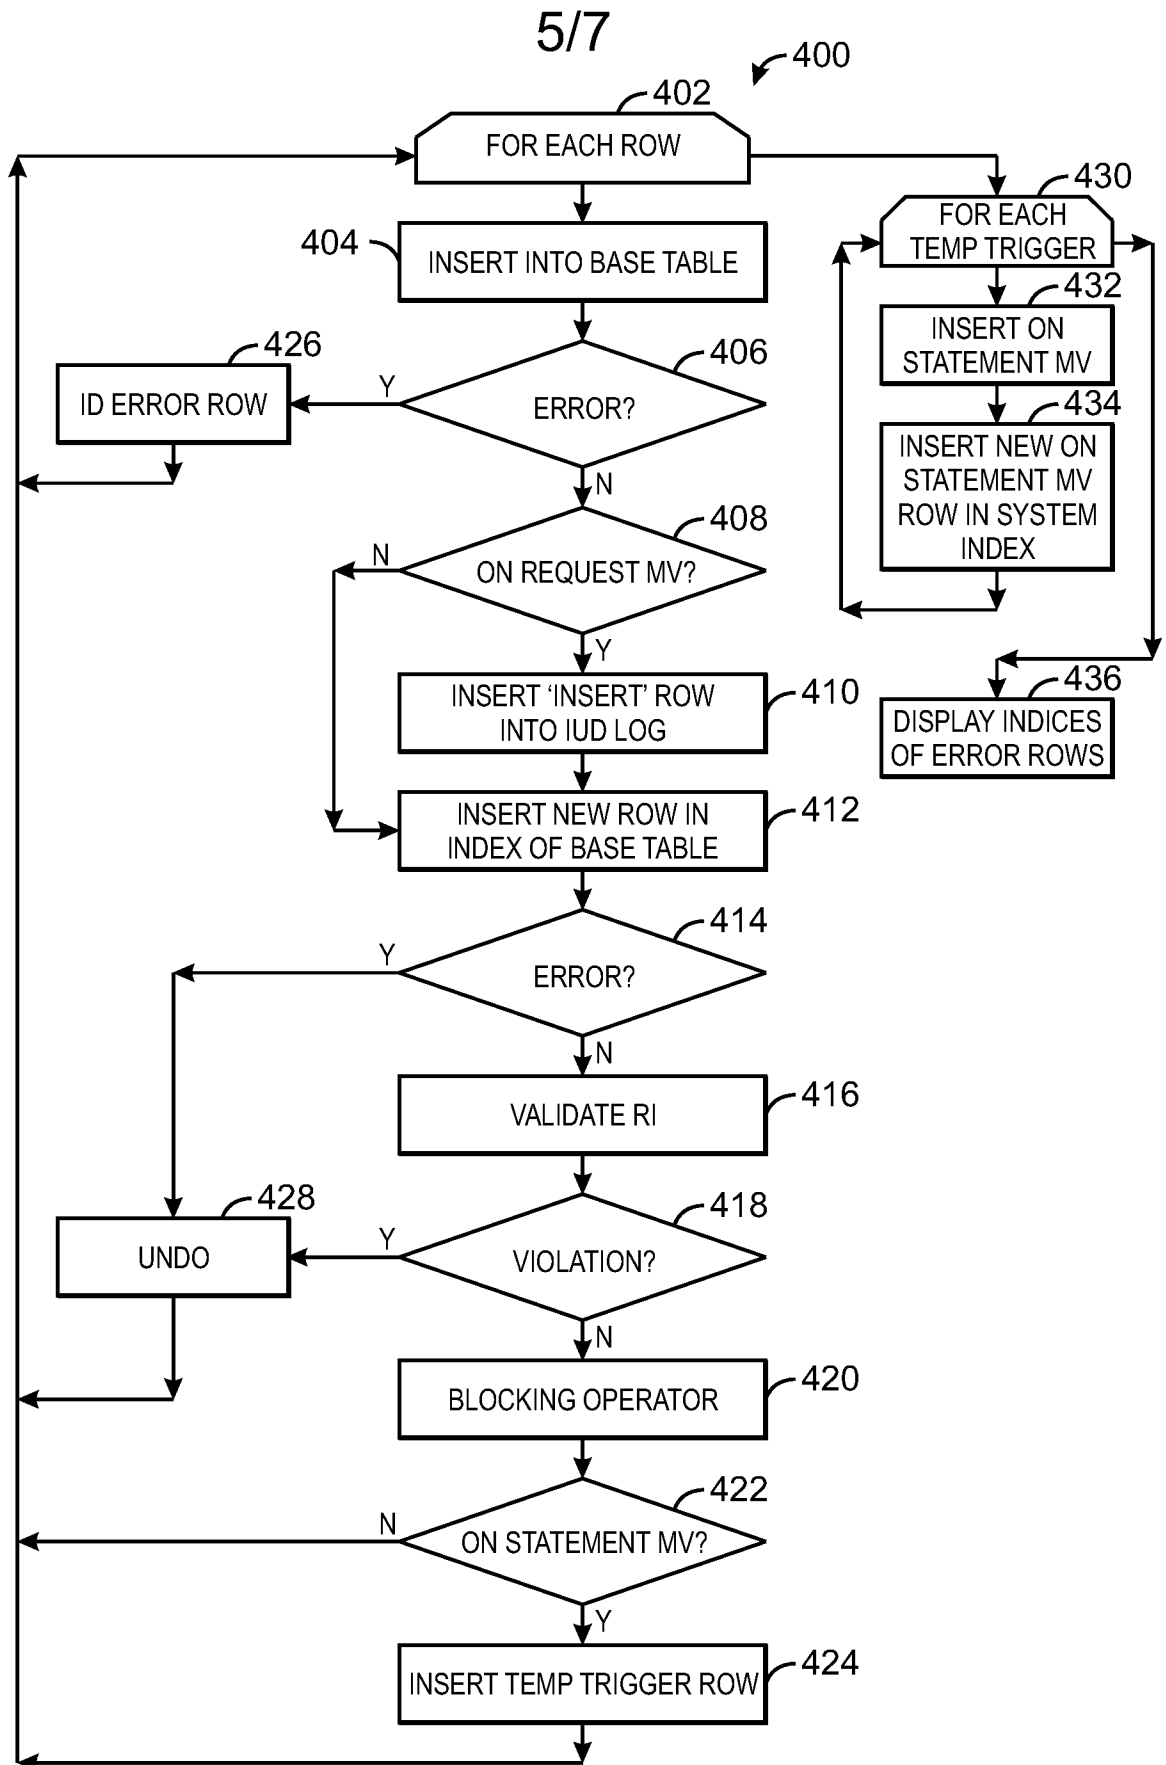 5/7
400
402
FOR EACH ROW
430
FOR EACH
TEMP TRIGGER
404
INSERT INTO BASE TABLE
432
INSERT ON
STATEMENT MV
426
ID ERROR ROW
406
Y
ERROR?
N
434
INSERT NEW ON
STATEMENT MV
ROW IN SYSTEM
INDEX
408
N
ON REQUEST MV?
Y
410
INSERT ‘INSERT’ ROW
INTO IUD LOG
436
DISPLAY INDICES
OF ERROR ROWS
412
INSERT NEW ROW IN
INDEX OF BASE TABLE
414
Y
ERROR?
N
416
VALIDATE RI
428
UNDO
418
Y
VIOLATION?
N
420
BLOCKING OPERATOR
422
N
ON STATEMENT MV?
Y
424
INSERT TEMP TRIGGER ROW